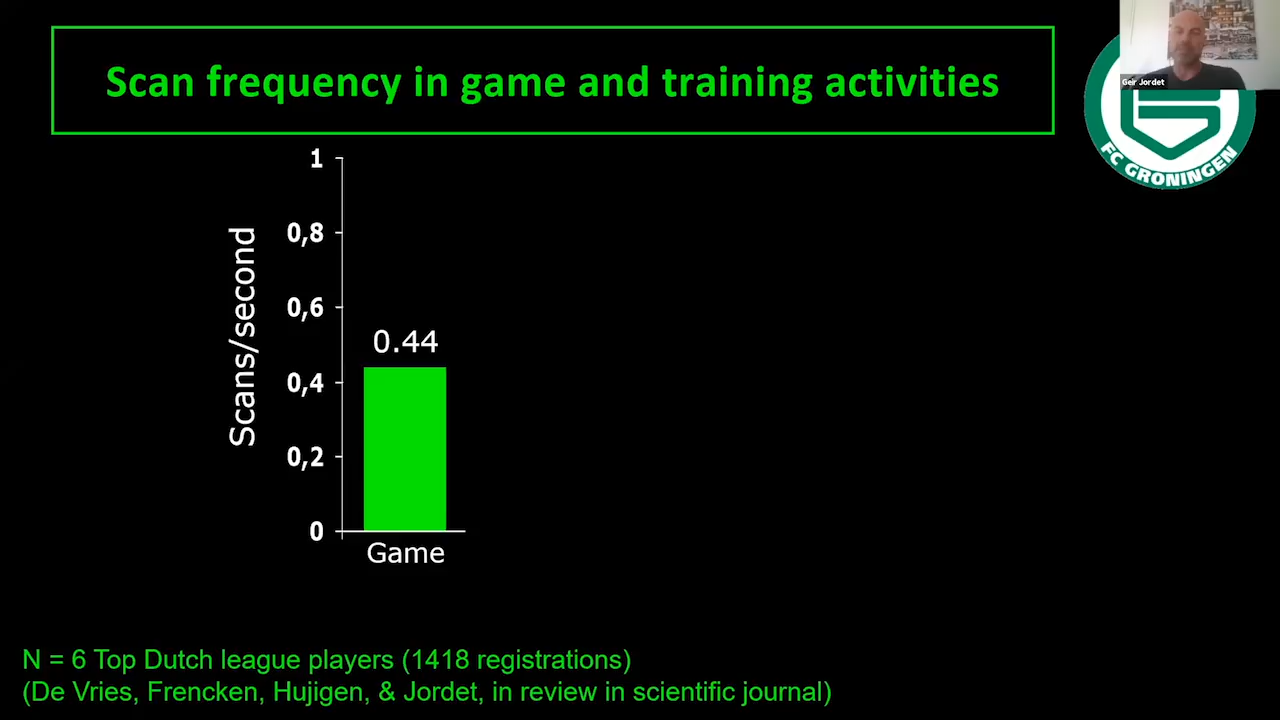 Scan frequency in game and training activities
Geir Jordet
FC GRONINGEN
1
0,8
0,6
0,4
0,2
0
Scans/second
0.44
Game
N = 6 Top Dutch league players (1418 registrations)
(De Vries, Frencken, Hujigen, & Jordet, in review in scientific journal)